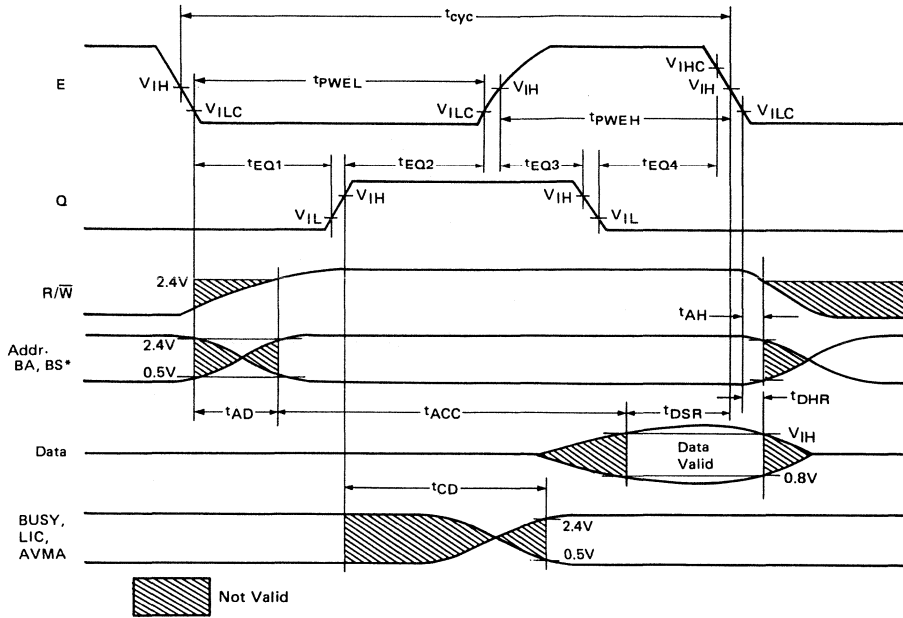 tcyc
E
VIH
VILC
tPWEL
VILC
VIH
VIHC
VIH
tPWEH
VILC
tEQ1
tEQ2
tEQ3
tEQ4
Q
VIL
VIH
VIH
VIL
R/W̅
2.4V
tAH
Addr.
BA, BS*
2.4V
0.5V
tAD
tACC
tDSR
tDHR
Data
Data
Valid
VIH
0.8V
tCD
BUSY,
LIC,
AVMA
2.4V
0.5V
Not Valid